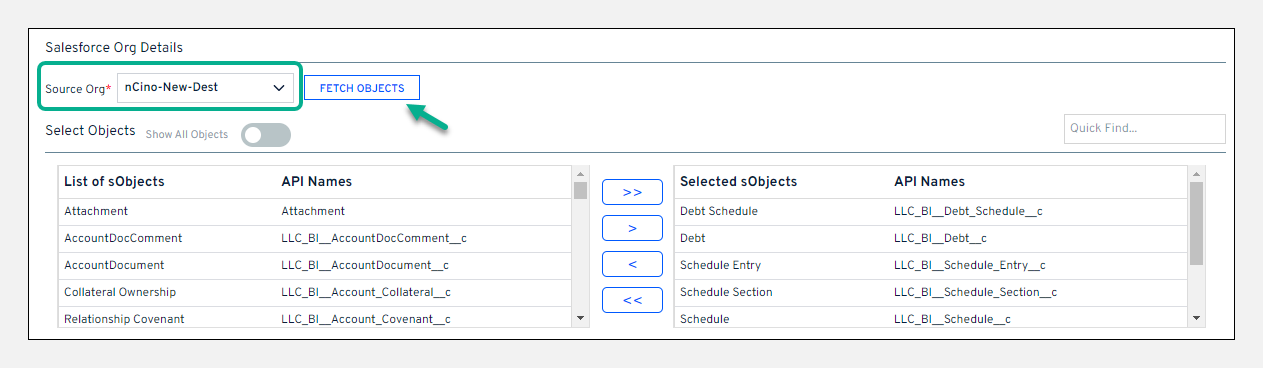 Salesforce Org Details
Source Org* nCino-New-Dest FETCH OBJECTS
Select Objects Show All Objects Quick Find...
List of sObjects API Names >> Selected sObjects API Names
Attachment Attachment > Debt Schedule LLC_BI__Debt_Schedule__c
AccountDocComment LLC_BI__AccountDocComment__c Debt LLC_BI__Debt__c
AccountDocument LLC_BI__AccountDocument__c < Schedule Entry LLC_BI__Schedule_Entry__c
Collateral Ownership LLC_BI__Account_Collateral__c << Schedule Section LLC_BI__Schedule_Section__c
Relationship Covenant LLC_BI__Account_Covenant__c Schedule LLC_BI__Schedule__c